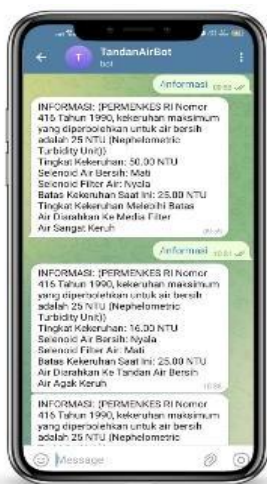 TandanAirBot
bot
/informasi
INFORMASI: (PERMENKES RI Nomor
416 Tahun 1990, kekeruhan maksimum
yang diperbolehkan untuk air bersih
adalah 25 NTU (Nephelometric
Turbidity Unit))
Tingkat Kekeruhan: 50.00 NTU
Selenoid Air Bersih: Mati
Selenoid Filter Air: Nyala
Batas Kekeruhan Saat Ini: 25.00 NTU
Tingkat Kekeruhan Melebihi Batas
Air Diarahkan Ke Media Filter
Air Sangat Keruh
/informasi
INFORMASI: (PERMENKES RI Nomor
416 Tahun 1990, kekeruhan maksimum
yang diperbolehkan untuk air bersih
adalah 25 NTU (Nephelometric
Turbidity Unit))
Tingkat Kekeruhan: 16.00 NTU
Selenoid Air Bersih: Nyala
Selenoid Filter Air: Mati
Batas Kekeruhan Saat Ini: 25.00 NTU
Air Diarahkan Ke Tandan Air Bersih
Air Agak Keruh
INFORMASI: (PERMENKES RI Nomor
416 Tahun 1990, kekeruhan maksimum
yang diperbolehkan untuk air bersih
adalah 25 NTU (Nephelometric
Message